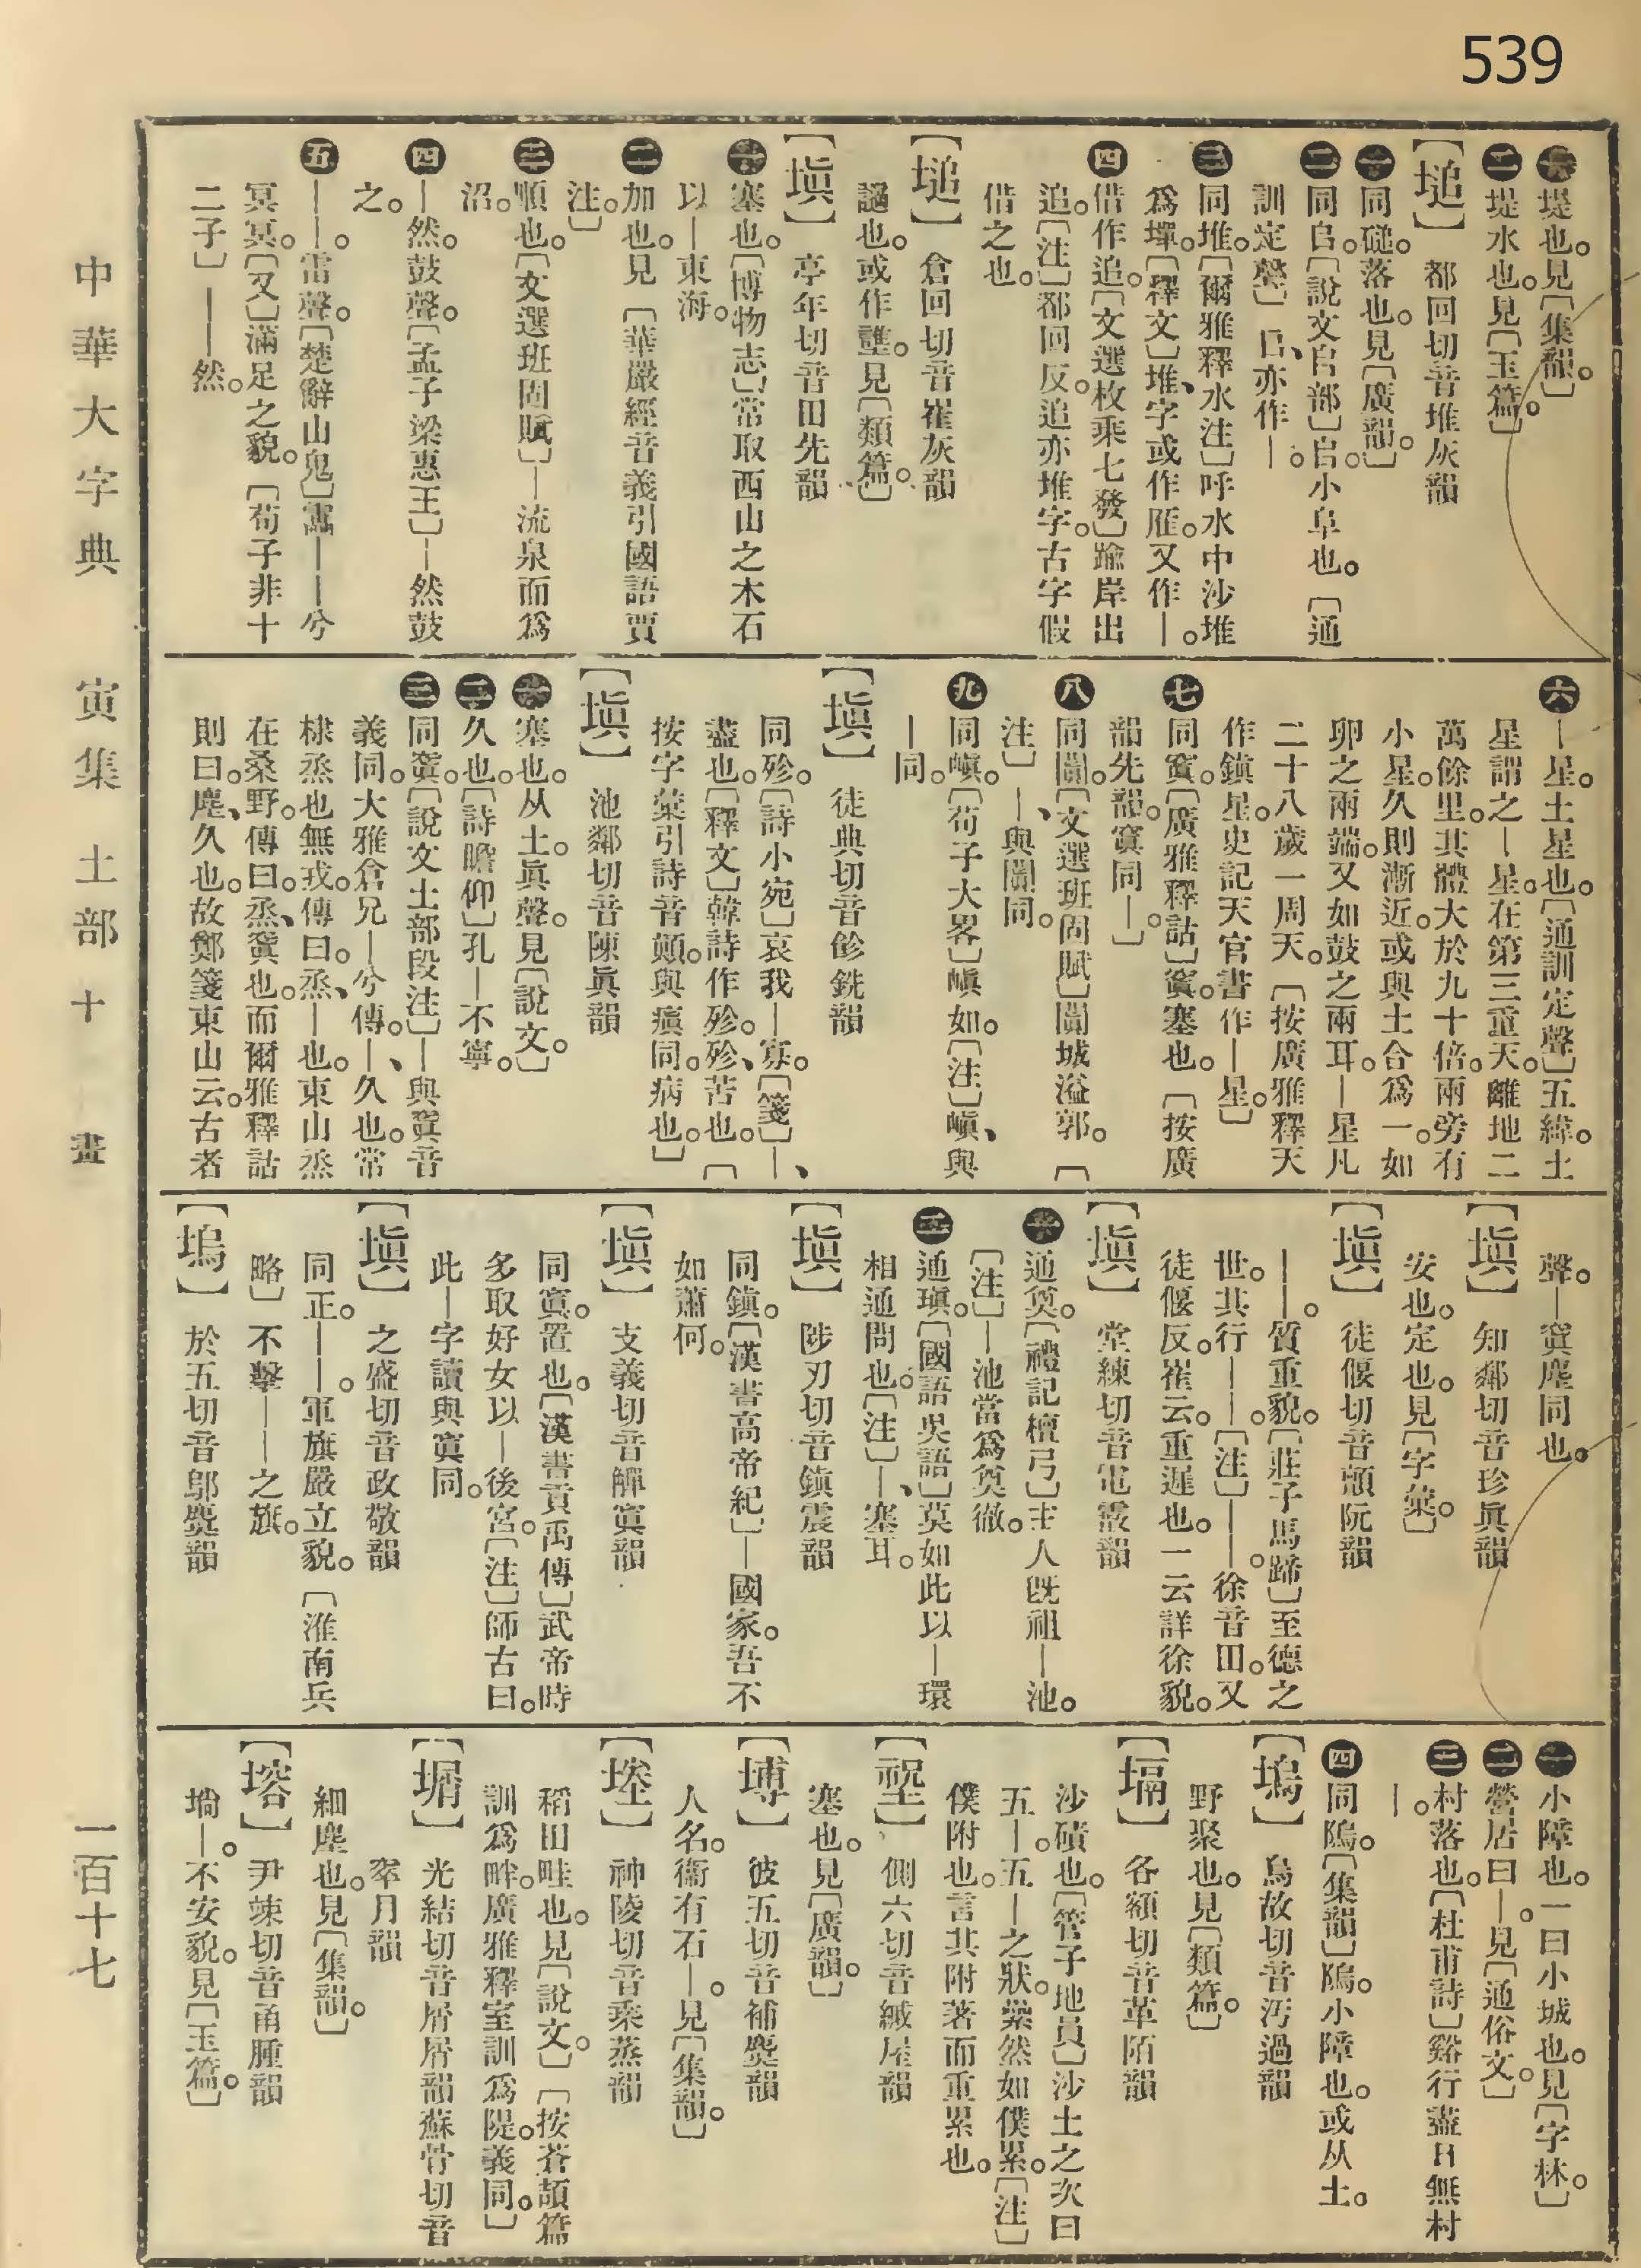 539
㊅堤也。見〔集韻。〕
㊁堤水也。見〔玉篇。〕
【塠】　都回切音堆灰韻
㊀同磓。落也。見〔廣韻。〕
㊁同𠂤。〔說文𠂤部〕𠂤。小阜也。〔通
訓定聲〕𠂤、亦作—。
㊂同堆。〔爾雅釋水注〕呼水中沙堆
爲墠。〔釋文〕堆、字或作䧹。又作—。
㊃借作追。〔文選枚乘七發〕踰岸出
追。〔注〕都回反。追亦堆字。古字假
借之也。
【塠】　倉回切音崔灰韻
䜅也。或作𡑞。見〔類篇。〕
【塡】　亭年切音田先韻
㊀塞也。〔博物志〕常取西山之木石
以—東海。
㊁加也。見〔華嚴經音義引國語賈
注。〕
㊂順也。〔文選班固賦〕—流泉而爲
沼。
㊃—然。鼓聲。〔孟子梁惠王〕—然鼓
之。
㊄——。雷聲。〔楚辭山鬼〕靁——兮
冥冥。〔又〕滿足之貌。〔荀子非十
二子〕——然。
㊅—星。土星也。〔通訓定聲〕五緯。土
星謂之—星。在第三重天。離地二
萬餘里。其體大於九十倍。兩旁有
小星。久則漸近。或與土合爲一。如
卵之兩端。又如鼓之兩耳。—星凡
二十八歲一周天。〔按廣雅釋天
作鎭星。史記天官書作—星。〕
㊆同窴。〔廣雅釋詁〕窴。塞也。〔按廣
韻先韻。窴同—。〕
㊇同闐。〔文選班固賦〕闐城溢郭。〔
注〕—、與闐同。
㊈同嵮。〔荀子大畧〕嵮如。〔注〕嵮、與
—同。
【塡】　徒典切音飻銑韻
同殄。〔詩小宛〕哀我—寡。〔箋〕—、
盡也。〔釋文〕韓詩作殄。殄、苦也。〔
按字彙引詩音顚。與瘨同。病也。〕
【塡】　池鄰切音陳眞韻
㊀塞也。从土。眞聲。見〔說文。〕
㊁久也。〔詩瞻仰〕孔—不寧。
㊂同窴。〔說文土部段注〕—與窴音
義同。大雅倉兄—兮傳。—、久也。常
棣烝也無戎。傳曰。烝、—也。東山烝
在桑野。傳曰。烝、窴也。而爾雅釋詁
則曰。塵、久也。故鄭箋東山云。古者
聲。—窴塵同也。
【塡】　知鄰切音珍眞韻
安也。定也。見〔字彙。〕
【塡】　徒偃切音𩕃阮韻
——。質重貌。〔莊子馬蹄〕至德之
世。其行——。〔注〕——。徐音田。又
徒偃反。崔云。重遲也。一云詳徐貌。
【塡】　堂練切音電霰韻
㊀通奠。〔禮記檀弓〕主人既祖—池。
〔注〕—池當爲奠徹。
㊁通瑱。〔國語吳語〕莫如此以—環
相通問也。〔注〕—、塞耳。
【塡】　陟刃切音鎭震韻
同鎭。〔漢書高帝紀〕—國家。吾不
如蕭何。
【塡】　支義切音觶寘韻
同寘。置也。〔漢書貢禹傳〕武帝時
多取好女以—後宮。〔注〕師古曰。
此—字讀與寘同。
【塡】　之盛切音政敬韻
同正。——。軍旗嚴立貌。〔淮南兵
略〕不擊——之旗。
【塢】　於五切音鄔麌韻
㊀小障也。一曰小城也。見〔字林。〕
㊁營居曰—。見〔通俗文。〕
㊂村落也。〔杜甫詩〕谿行盡日無村
—。
㊃同隖。〔集韻〕隖。小障也。或从土。
【塢】　烏故切音汚過韻
野聚也。見〔類篇。〕
【塥】　各額切音革陌韻
沙磧也。〔管子地員〕沙土之次曰
五—。五—之狀。纍然如僕累。〔注〕
僕附也。言其附著而重累也。
【𡎺】　側六切音緎屋韻
塞也。見〔廣韻。〕
【塼】　彼五切音補麌韻
人名。衞有石—。見〔集韻。〕
【塍】　神陵切音乘蒸韻
稻田畦也。見〔說文。〕〔按蒼頡篇
訓爲畔。廣雅釋室訓爲隄。義同。〕
【塮】　光結切音屑屑韻蘇骨切音
窣月韻
細塵也。見〔集韻。〕
【塎】　尹竦切音甬腫韻
塕—。不安貌。見〔玉篇。〕
中華大字典　寅集　土部　十畫　一百十七